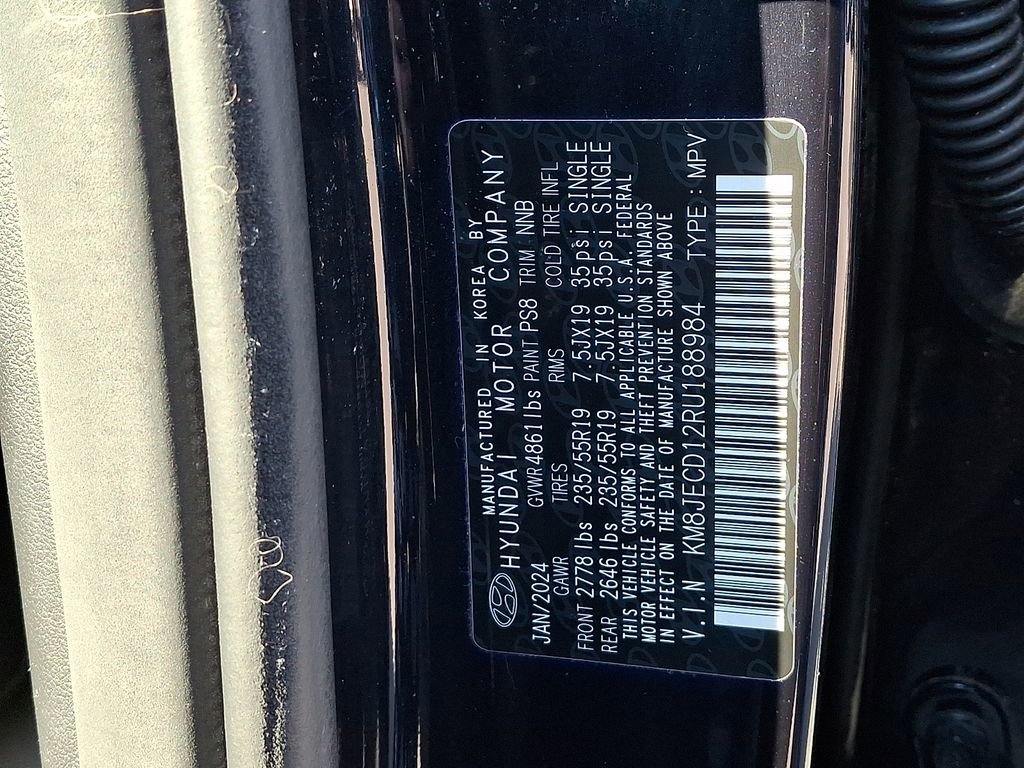 MANUFACTURED IN KOREA BY
HYUNDAI MOTOR COMPANY
JAN/2024 GVWR 4861 lbs PAINT PS8 TRIM NNB
GAWR TIRES RIMS COLD TIRE INFL
FRONT 2778 lbs 235/55R19 7.5JX19 35psi SINGLE
REAR 2646 lbs 235/55R19 7.5JX19 35psi SINGLE
THIS VEHICLE CONFORMS TO ALL APPLICABLE U.S.A. FEDERAL
MOTOR VEHICLE SAFETY AND THEFT PREVENTION STANDARDS
IN EFFECT ON THE DATE OF MANUFACTURE SHOWN ABOVE
V.I.N KM8JECD12RU188984 TYPE: MPV